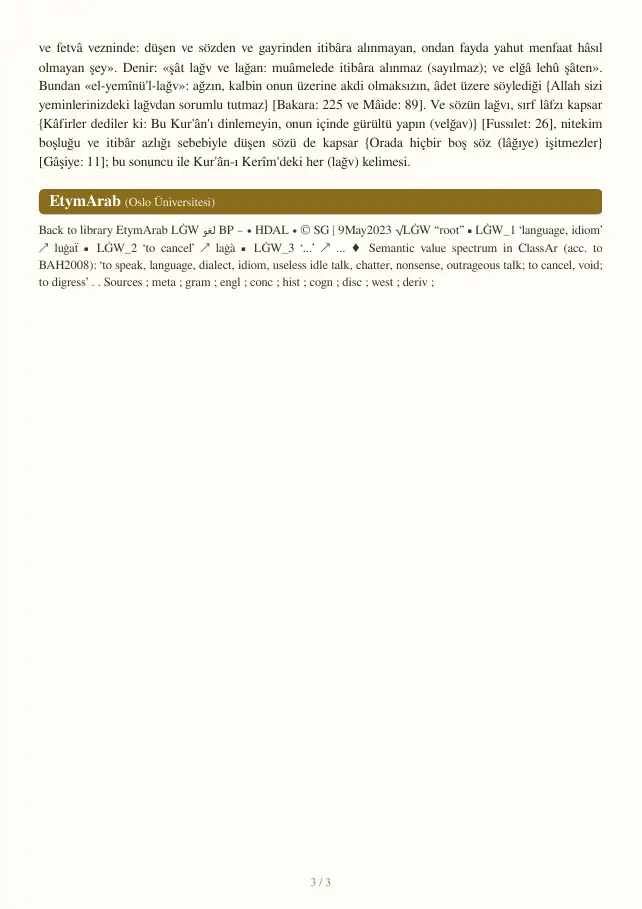 ve fetvâ vezninde: düşen ve sözden ve gayrinden itibâra alınmayan, ondan fayda yahut menfaat hâsıl
olmayan şey». Denir: «şât lağv ve lağan: muâmelede itibâra alınmaz (sayılmaz); ve elğâ lehû şâten».
Bundan «el-yemînü'l-lağv»: ağzın, kalbin onun üzerine akdi olmaksızın, âdet üzere söylediği {Allah sizi
yeminlerinizdeki lağvdan sorumlu tutmaz} [Bakara: 225 ve Mâide: 89]. Ve sözün lağvı, sırf lâfzı kapsar
{Kâfirler dediler ki: Bu Kur'ân'ı dinlemeyin, onun içinde gürültü yapın (velğav)} [Fussılet: 26], nitekim
boşluğu ve itibâr azlığı sebebiyle düşen sözü de kapsar {Orada hiçbir boş söz (lâğıye) işitmezler}
[Gâşiye: 11]; bu sonuncu ile Kur'ân-ı Kerîm'deki her (lağv) kelimesi.
EtymArab (Oslo Üniversitesi)
Back to library EtymArab LĠW لغو BP – • HDAL • © SG | 9May2023 √LĠW “root” ▪ LĠW_1 ‘language, idiom’
↗ luġaẗ ▪ LĠW_2 ‘to cancel’ ↗ laġà ▪ LĠW_3 ‘...’ ↗ ... ♦ Semantic value spectrum in ClassAr (acc. to
BAH2008): ‘to speak, language, dialect, idiom, useless idle talk, chatter, nonsense, outrageous talk; to cancel, void;
to digress’ . . Sources ; meta ; gram ; engl ; conc ; hist ; cogn ; disc ; west ; deriv ;
3 / 3